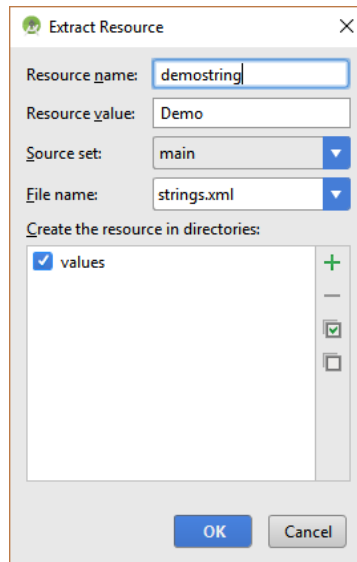 Extract Resource
Resource name: demostring
Resource value: Demo
Source set: main
File name: strings.xml
Create the resource in directories:
values
OK Cancel